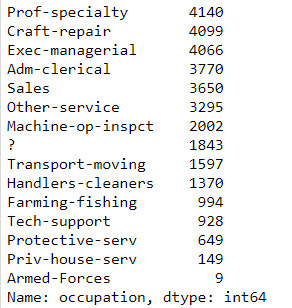 Prof-specialty 4140
Craft-repair 4099
Exec-managerial 4066
Adm-clerical 3770
Sales 3650
Other-service 3295
Machine-op-inspct 2002
? 1843
Transport-moving 1597
Handlers-cleaners 1370
Farming-fishing 994
Tech-support 928
Protective-serv 649
Priv-house-serv 149
Armed-Forces 9
Name: occupation, dtype: int64